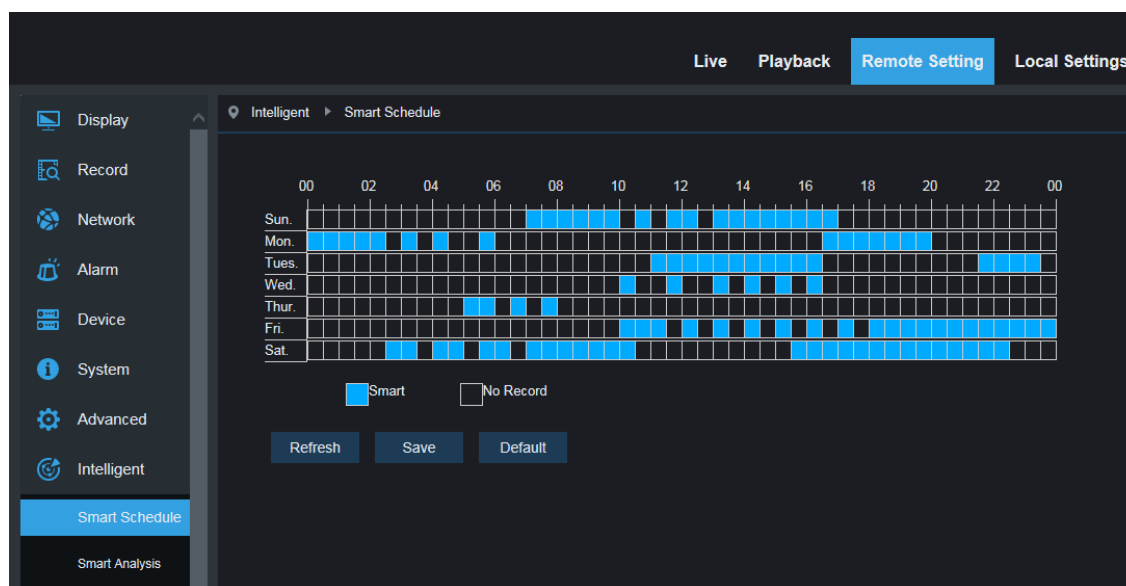 Live Playback Remote Setting Local Settings
Display
Record
Network
Alarm
Device
System
Advanced
Intelligent
Smart Schedule
Smart Analysis
Intelligent Smart Schedule
00 02 04 06 08 10 12 14 16 18 20 22 00
Sun.
Mon.
Tues.
Wed.
Thur.
Fri.
Sat.
Smart No Record
Refresh Save Default